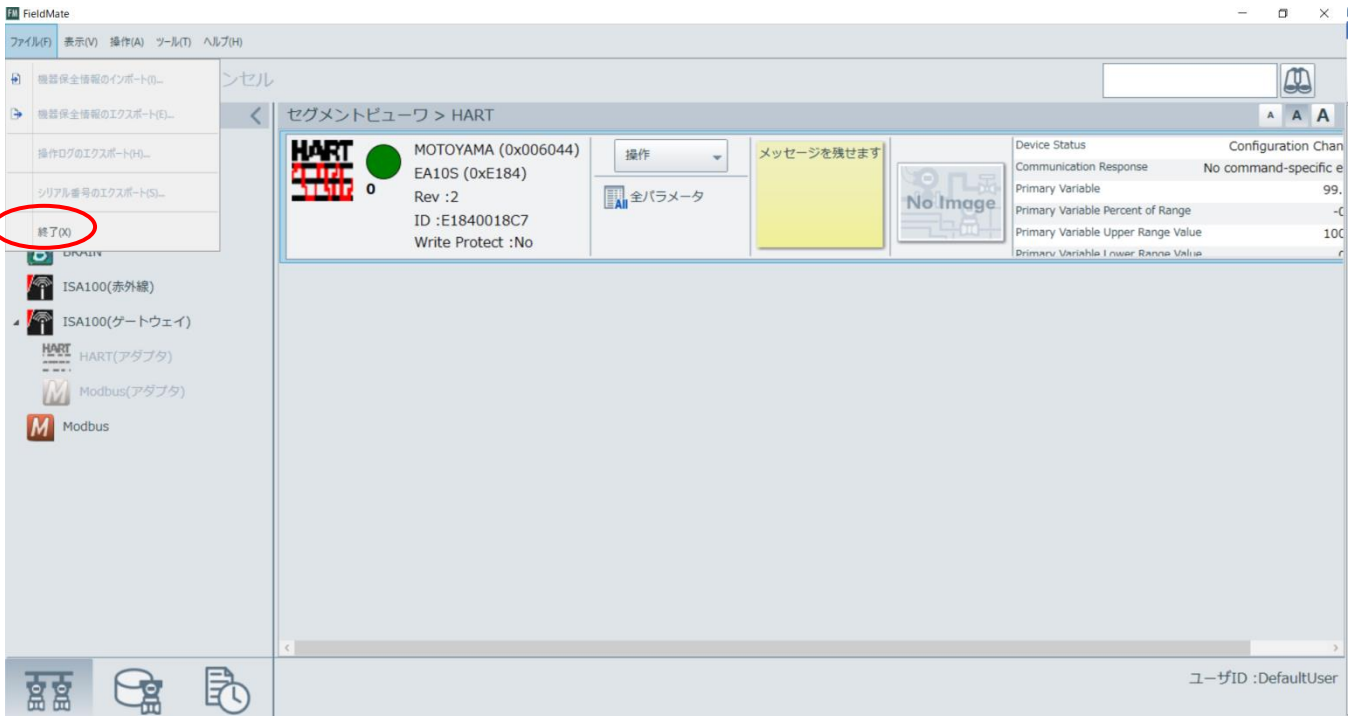 FM FieldMate
ファイル(F) 表示(V) 操作(A) ツール(T) ヘルプ(H)
機器保全情報のインポート(I)...
ンセル
機器保全情報のエクスポート(E)...
操作ログのエクスポート(H)...
シリアル番号のエクスポート(S)...
終了(X)
BRAIN
ISA100(赤外線)
ISA100(ゲートウェイ)
HART HART(アダプタ)
M Modbus(アダプタ)
M Modbus
セグメントビューワ > HART
A A A
HART
0
MOTOYAMA (0x006044)
EA10S (0xE184)
Rev :2
ID :E1840018C7
Write Protect :No
操作
All 全パラメータ
メッセージを残せます
No Image
Device Status Configuration Chan
Communication Response No command-specific e
Primary Variable 99.
Primary Variable Percent of Range -0
Primary Variable Upper Range Value 100
Primary Variable Lower Range Value
ユーザID :DefaultUser